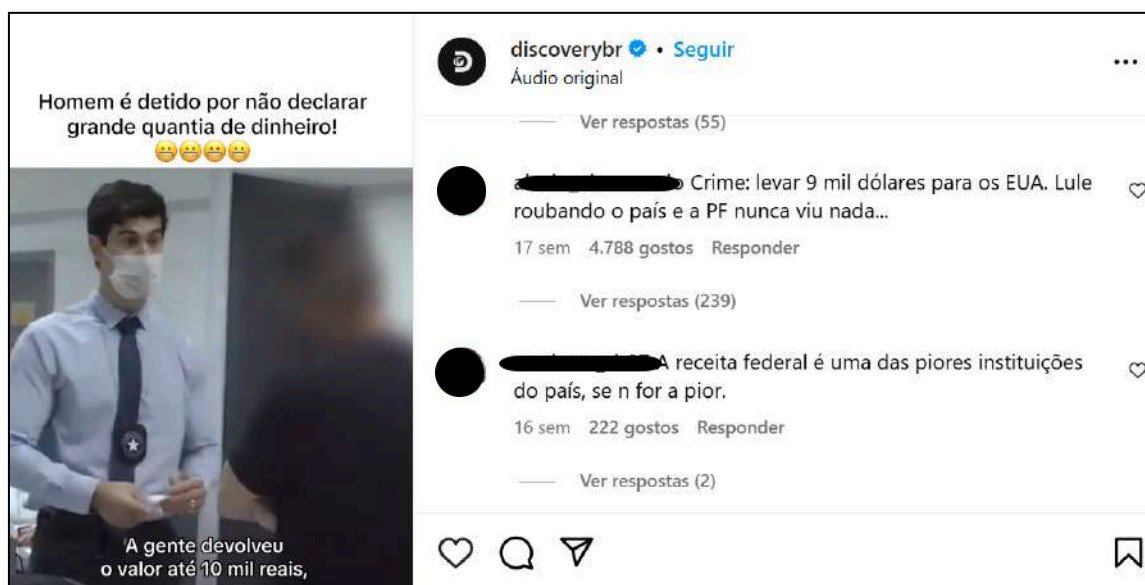 Homem é detido por não declarar
grande quantia de dinheiro!
😬😬😬😬
A gente devolveu
o valor até 10 mil reais,
discoverybr • Seguir
Áudio original
Ver respostas (55)
Crime: levar 9 mil dólares para os EUA. Lule
roubando o país e a PF nunca viu nada...
17 sem 4.788 gostos Responder
Ver respostas (239)
A receita federal é uma das piores instituições
do país, se n for a pior.
16 sem 222 gostos Responder
Ver respostas (2)